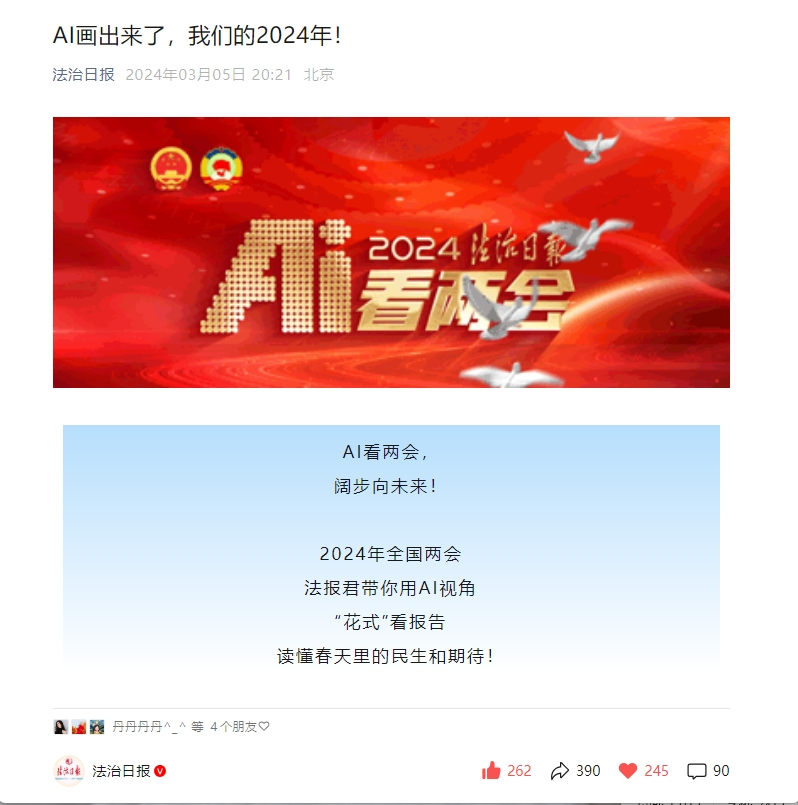 AI画出来了，我们的2024年！
法治日报 2024年03月05日 20:21 北京
Ai 2024 法治日报
看两会
AI看两会，
阔步向未来！
2024年全国两会
法报君带你用AI视角
“花式”看报告
读懂春天里的民生和期待！
丹丹丹丹^_^ 等 4个朋友♡
法治日报
法治日报 262 390 245 90